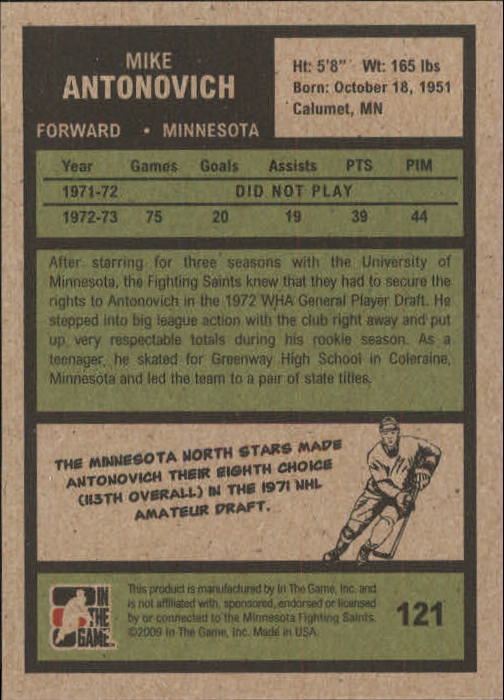 MIKE
ANTONOVICH
FORWARD • MINNESOTA
Ht: 5'8" Wt: 165 lbs
Born: October 18, 1951
Calumet, MN
Year Games Goals Assists PTS PIM
1971-72 DID NOT PLAY
1972-73 75 20 19 39 44
After starring for three seasons with the University of
Minnesota, the Fighting Saints knew that they had to secure the
rights to Antonovich in the 1972 WHA General Player Draft. He
stepped into big league action with the club right away and put
up very respectable totals during his rookie season. As a
teenager, he skated for Greenway High School in Coleraine,
Minnesota and led the team to a pair of state titles.
THE MINNESOTA NORTH STARS MADE
ANTONOVICH THEIR EIGHTH CHOICE
(113TH OVERALL) IN THE 1971 NHL
AMATEUR DRAFT.
IN
THE
GAME
This product is manufactured by In The Game, Inc. and
is not affiliated with, sponsored, endorsed or licensed
by or connected to the Minnesota Fighting Saints.
©2009 In The Game, Inc. Made in USA.
121